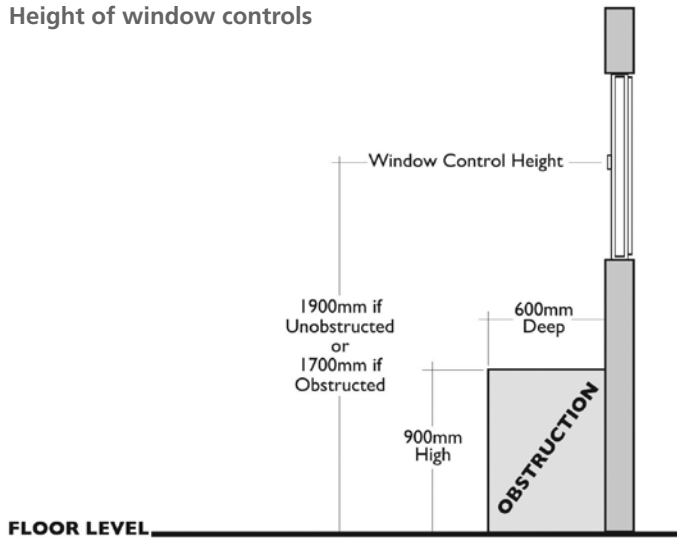 Height of window controls
Window Control Height
1900mm if
Unobstructed
or
1700mm if
Obstructed
600mm
Deep
900mm
High
OBSTRUCTION
FLOOR LEVEL